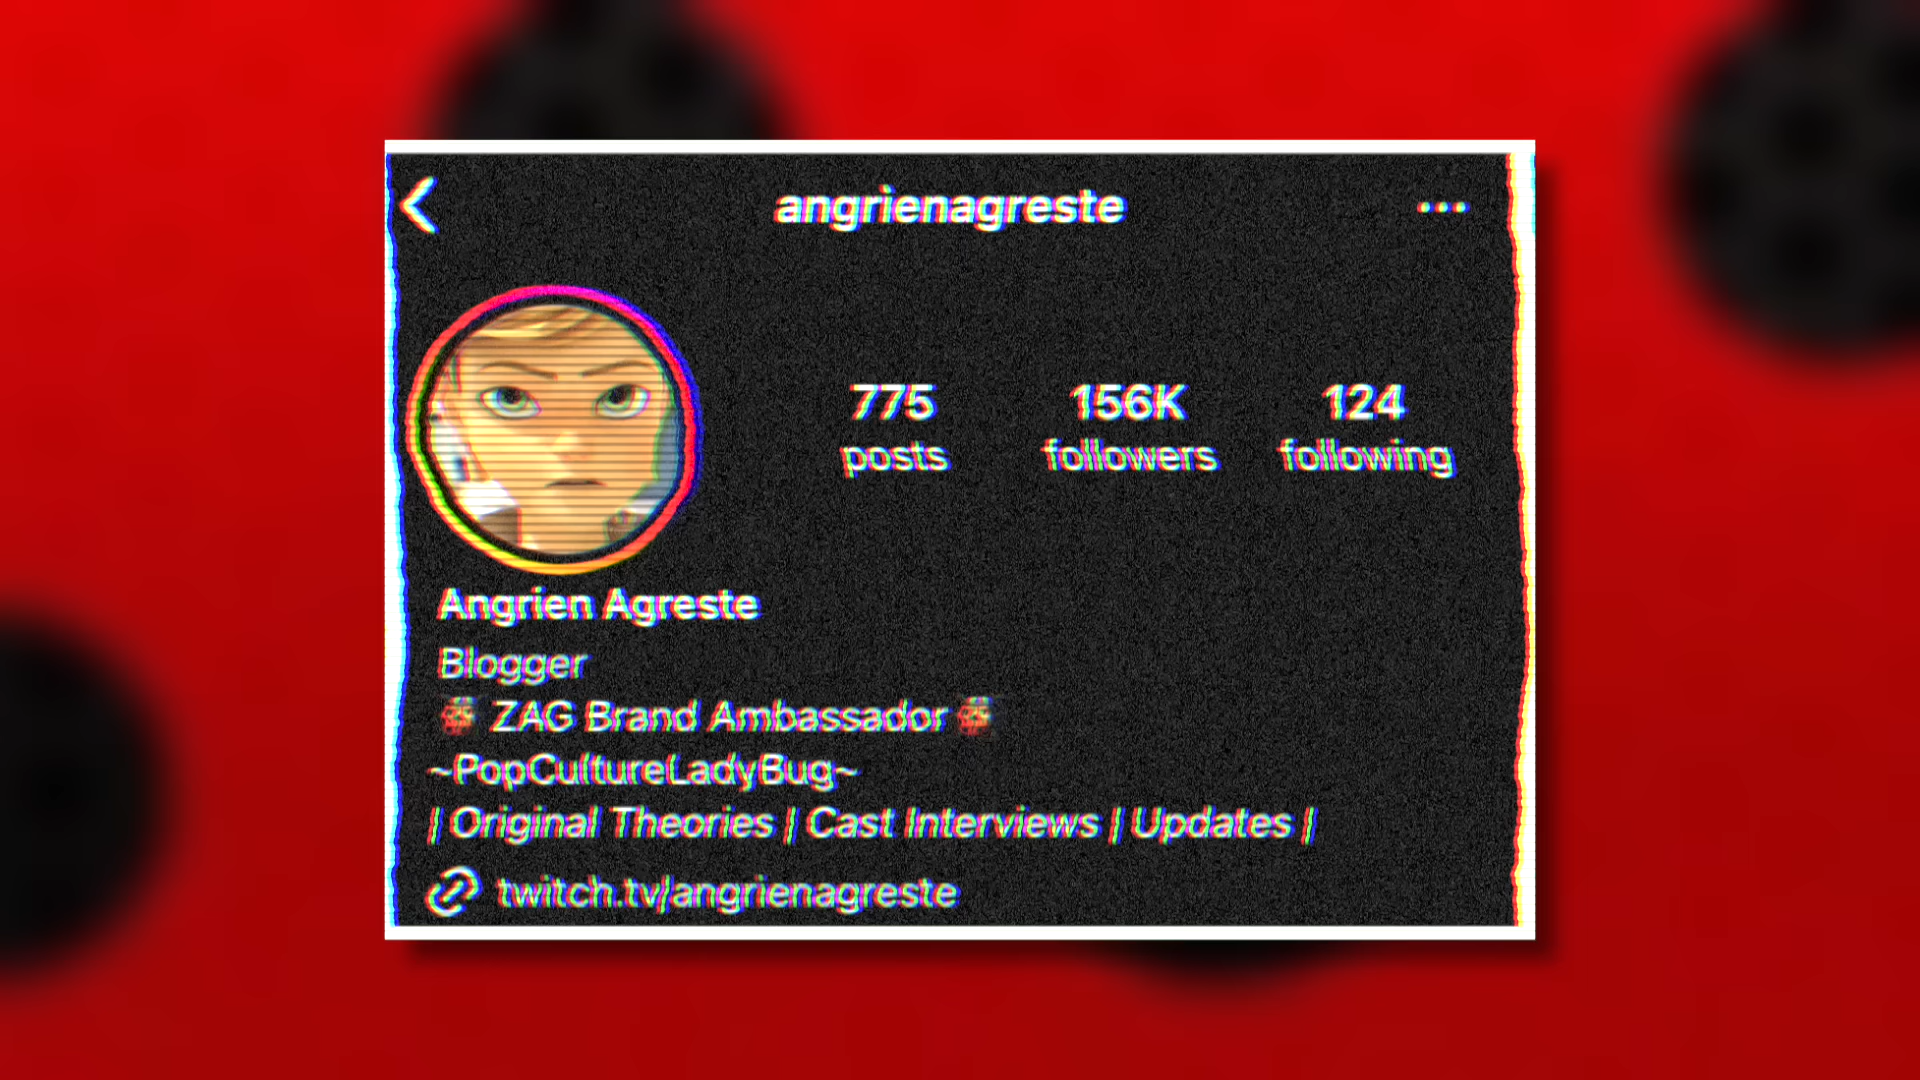 angrienagreste
775 156K 124
posts followers following
Angrien Agreste
Blogger
🐞 ZAG Brand Ambassador 🐞
~PopCultureLadyBug~
| Original Theories | Cast Interviews | Updates |
twitch.tv/angrienagreste